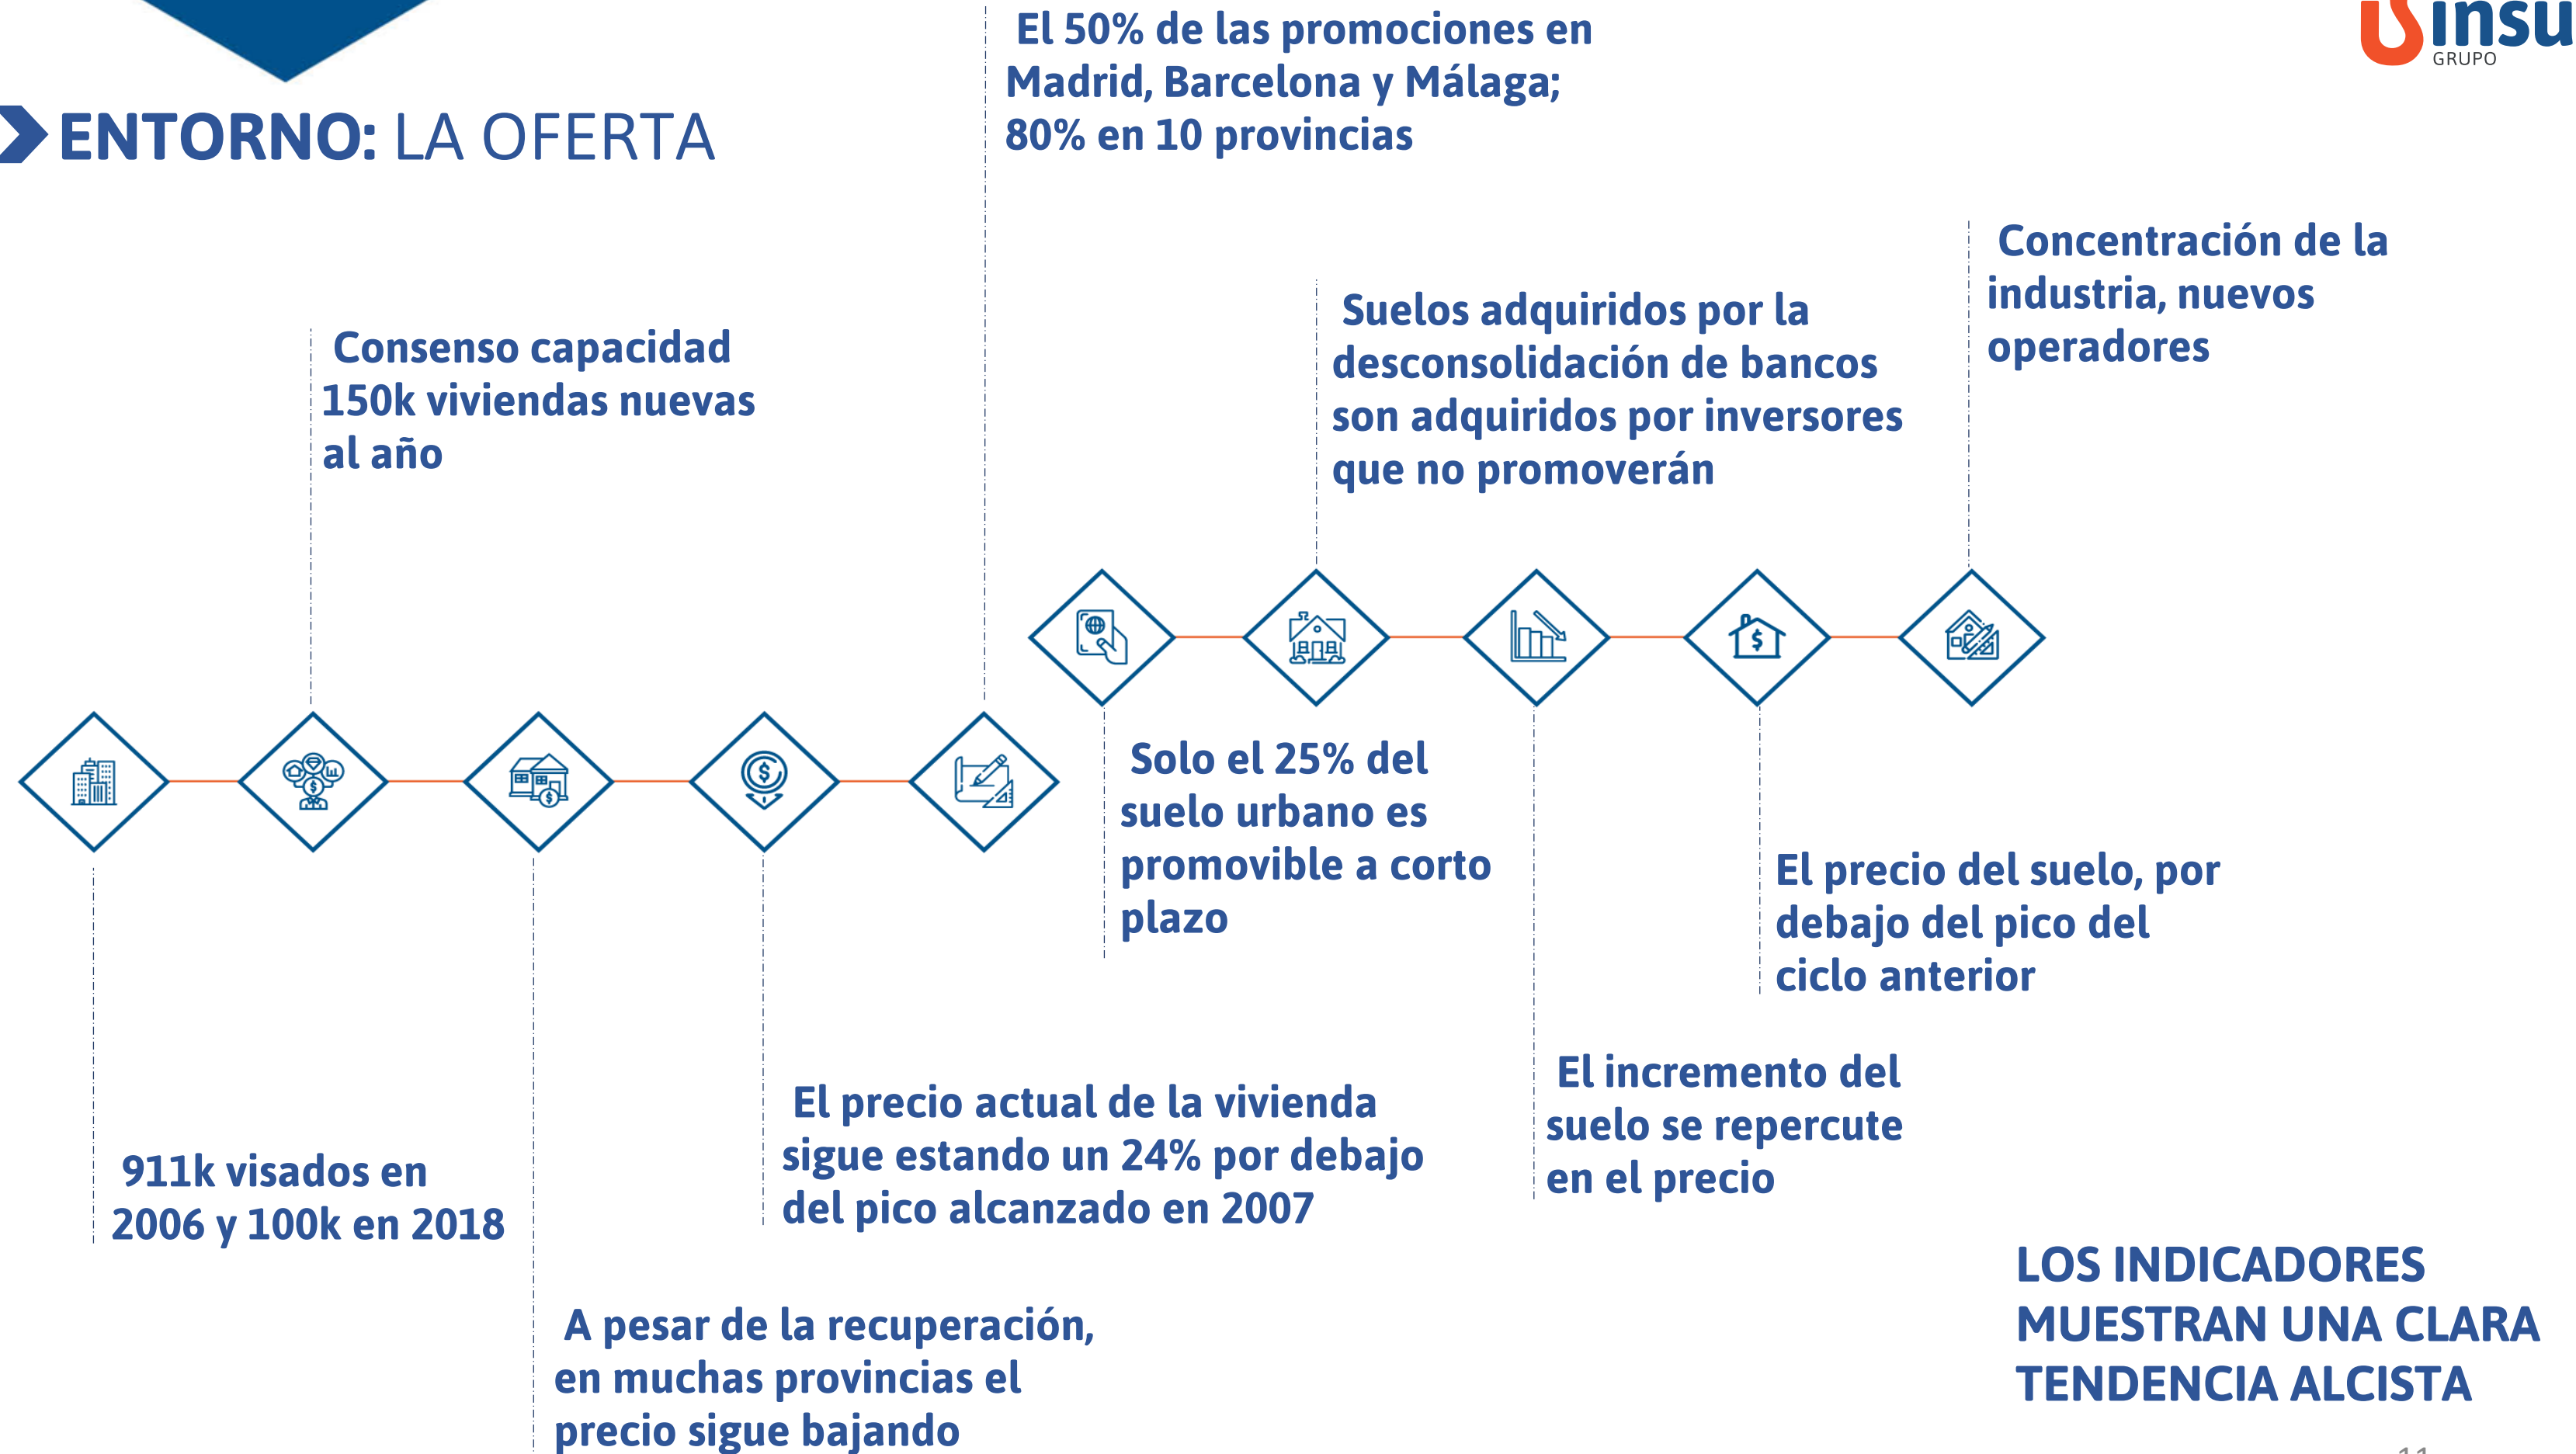 El 50% de las promociones en
Madrid, Barcelona y Málaga;
80% en 10 provincias
insu
GRUPO
ENTORNO: LA OFERTA
Concentración de la
industria, nuevos
operadores
Suelos adquiridos por la
desconsolidación de bancos
son adquiridos por inversores
que no promoverán
Consenso capacidad
150k viviendas nuevas
al año
Solo el 25% del
suelo urbano es
promovible a corto
plazo
El precio del suelo, por
debajo del pico del
ciclo anterior
El incremento del
suelo se repercute
en el precio
El precio actual de la vivienda
sigue estando un 24% por debajo
del pico alcanzado en 2007
911k visados en
2006 y 100k en 2018
A pesar de la recuperación,
en muchas provincias el
precio sigue bajando
LOS INDICADORES
MUESTRAN UNA CLARA
TENDENCIA ALCISTA
11